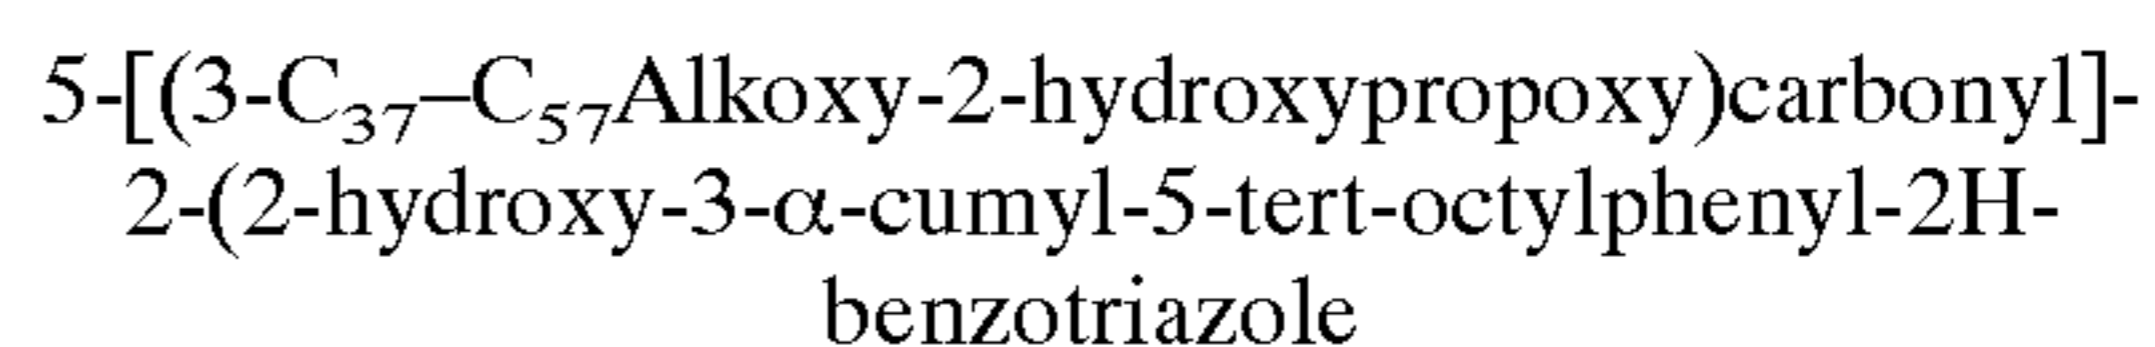 5-[(3-C₃₇–C₅₇Alkoxy-2-hydroxypropoxy)carbonyl]-
2-(2-hydroxy-3-α-cumyl-5-tert-octylphenyl-2H-
benzotriazole